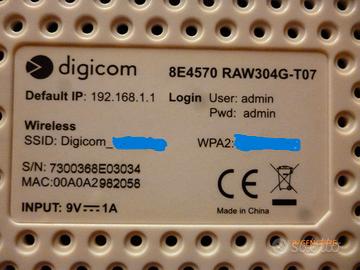 digicom
8E4570 RAW304G-T07
Default IP: 192.168.1.1 Login User: admin
Pwd: admin
Wireless
SSID: Digicom_
WPA2:
S/N: 7300368E03034
MAC:00A0A2982058
INPUT: 9V 1A
CE
Made in China
subito